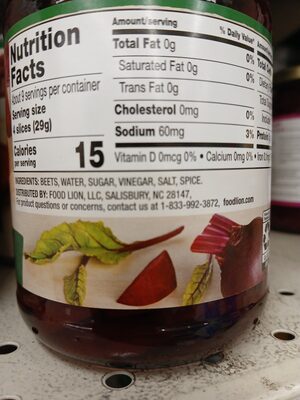 Nutrition
Facts
About 9 servings per container
Serving size
4 slices (29g)
Calories
per serving
15
Amount/serving % Daily Value*
Total Fat 0g 0%
Saturated Fat 0g 0%
Trans Fat 0g
Cholesterol 0mg 0%
Sodium 60mg 3%
Amount
Total
Vitamin D 0mcg 0% • Calcium 0mg 0% •
INGREDIENTS: BEETS, WATER, SUGAR, VINEGAR, SALT, SPICE.
DISTRIBUTED BY: FOOD LION, LLC, SALISBURY, NC 28147,
For product questions or concerns, contact us at 1-833-992-3872, foodlion.com